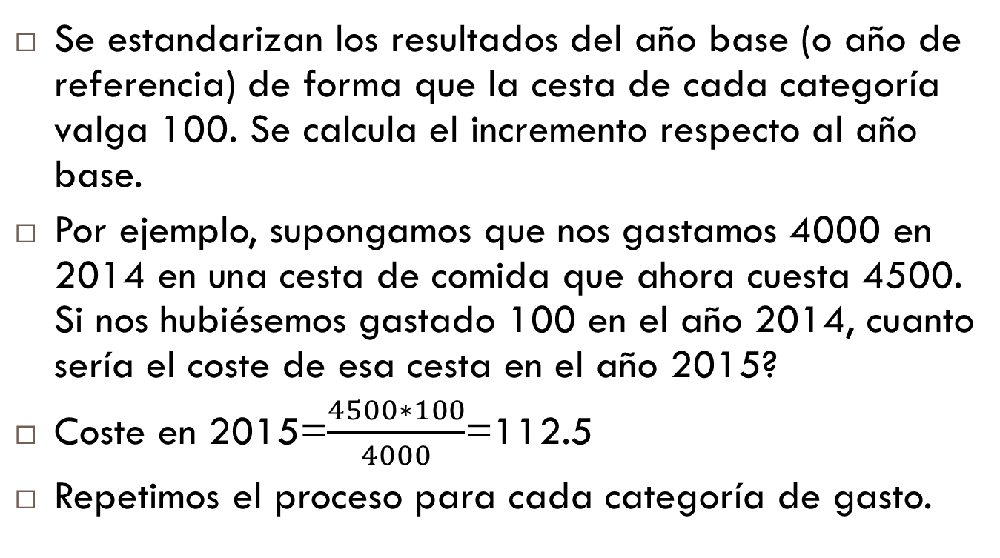 □ Se estandarizan los resultados del año base (o año de
referencia) de forma que la cesta de cada categoría
valga 100. Se calcula el incremento respecto al año
base.
□ Por ejemplo, supongamos que nos gastamos 4000 en
2014 en una cesta de comida que ahora cuesta 4500.
Si nos hubiésemos gastado 100 en el año 2014, cuanto
sería el coste de esa cesta en el año 2015?
□ Coste en 2015=4500*100/4000=112.5
□ Repetimos el proceso para cada categoría de gasto.